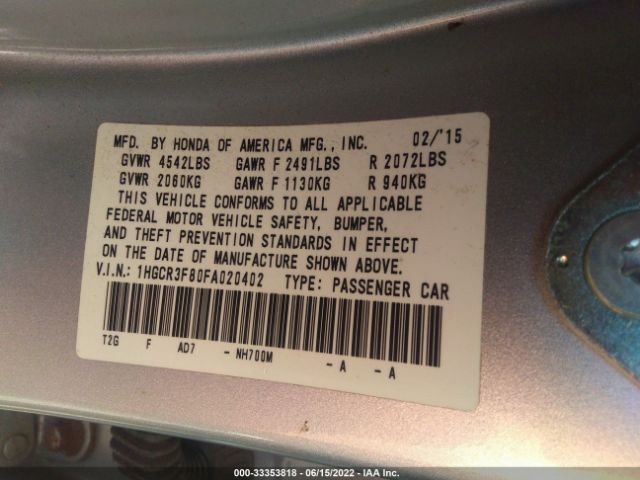 MFD. BY HONDA OF AMERICA MFG., INC. 02/'15
GVWR 4542LBS GAWR F 2491LBS R 2072LBS
GVWR 2060KG GAWR F 1130KG R 940KG
THIS VEHICLE CONFORMS TO ALL APPLICABLE
FEDERAL MOTOR VEHICLE SAFETY, BUMPER,
AND THEFT PREVENTION STANDARDS IN EFFECT
ON THE DATE OF MANUFACTURE SHOWN ABOVE.
V.I.N.: 1HGCR3F80FA020402 TYPE: PASSENGER CAR
T2G F AD7 - NH700M - A - A
000-33353818 - 06/15/2022 - IAA Inc.